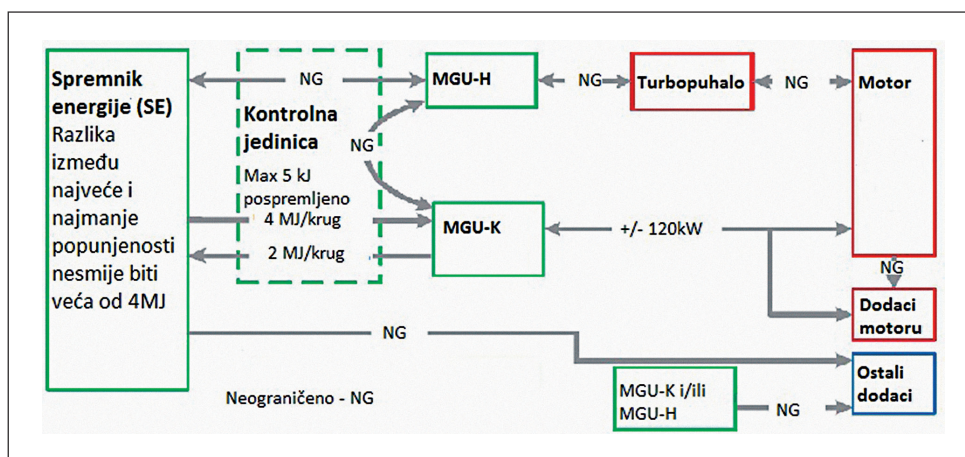 Spremnik
energije (SE)
Razlika
između
najveće i
najmanje
popunjenosti
nesmije biti
veća od 4MJ
NG
Kontrolna
jedinica
Max 5 kJ
pospremljeno
4 MJ/krug
2 MJ/krug
MGU-H
NG
Turbopuhalo
NG
Motor
NG
MGU-K
+/- 120kW
NG
Dodaci
motoru
NG
Ostali
dodaci
MGU-K i/ili
MGU-H
NG
Neograničeno - NG